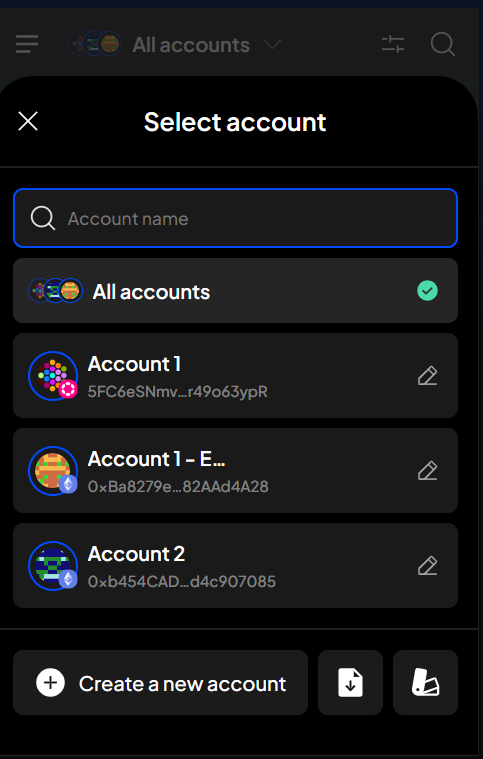 All accounts
Select account
Account name
All accounts
Account 1
5FC6eSNmv...r49o63ypR
Account 1 - E...
0xBa8279e...82AAd4A28
Account 2
0xb454CAD...d4c907085
Create a new account